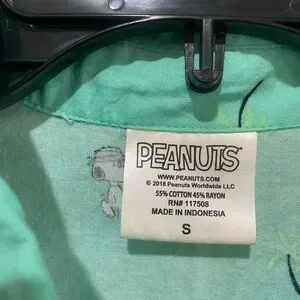 PEANUTS
WWW.PEANUTS.COM
© 2018 Peanuts Worldwide LLC
55% COTTON 45% RAYON
RN# 117508
MADE IN INDONESIA
S